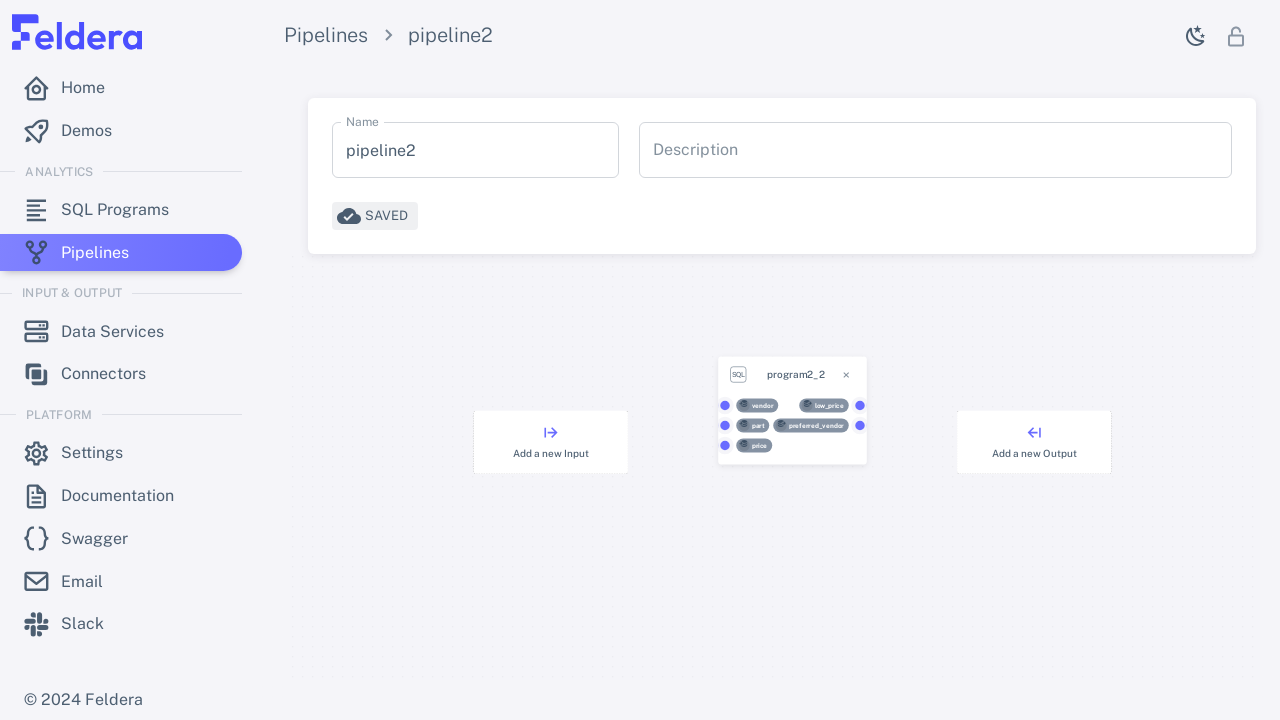 Feldera
Home
Demos
ANALYTICS
SQL Programs
Pipelines
INPUT & OUTPUT
Data Services
Connectors
PLATFORM
Settings
Documentation
Swagger
Email
Slack
© 2024 Feldera
Pipelines > pipeline2
Name
pipeline2
Description
SAVED
Add a new Input
SQL program2_2 ×
vendor low_price
part preferred_vendor
price
Add a new Output